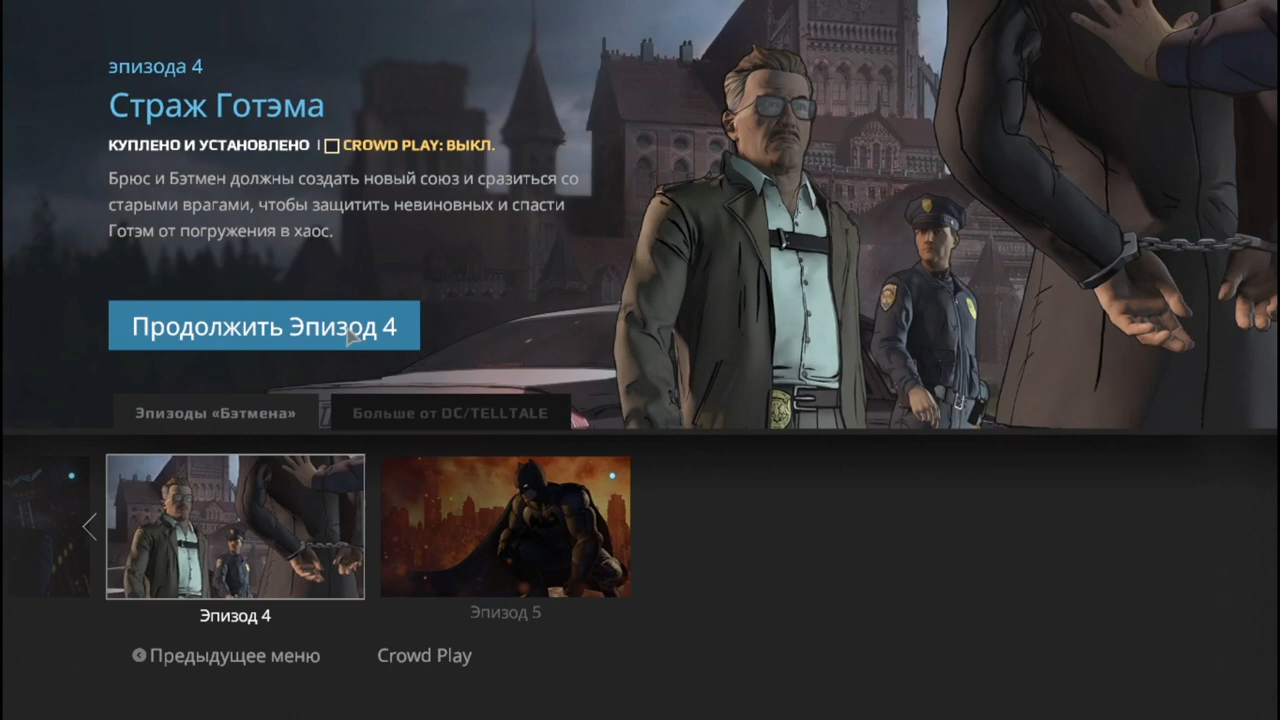 эпизода 4
Страж Готэма
КУПЛЕНО И УСТАНОВЛЕНО | CROWD PLAY: ВЫКЛ.
Брюс и Бэтмен должны создать новый союз и сразиться со
старыми врагами, чтобы защитить невиновных и спасти
Готэм от погружения в хаос.
Продолжить Эпизод 4
Эпизоды «Бэтмена»
Больше от DC/TELLTALE
Эпизод 4
Эпизод 5
Предыдущее меню
Crowd Play